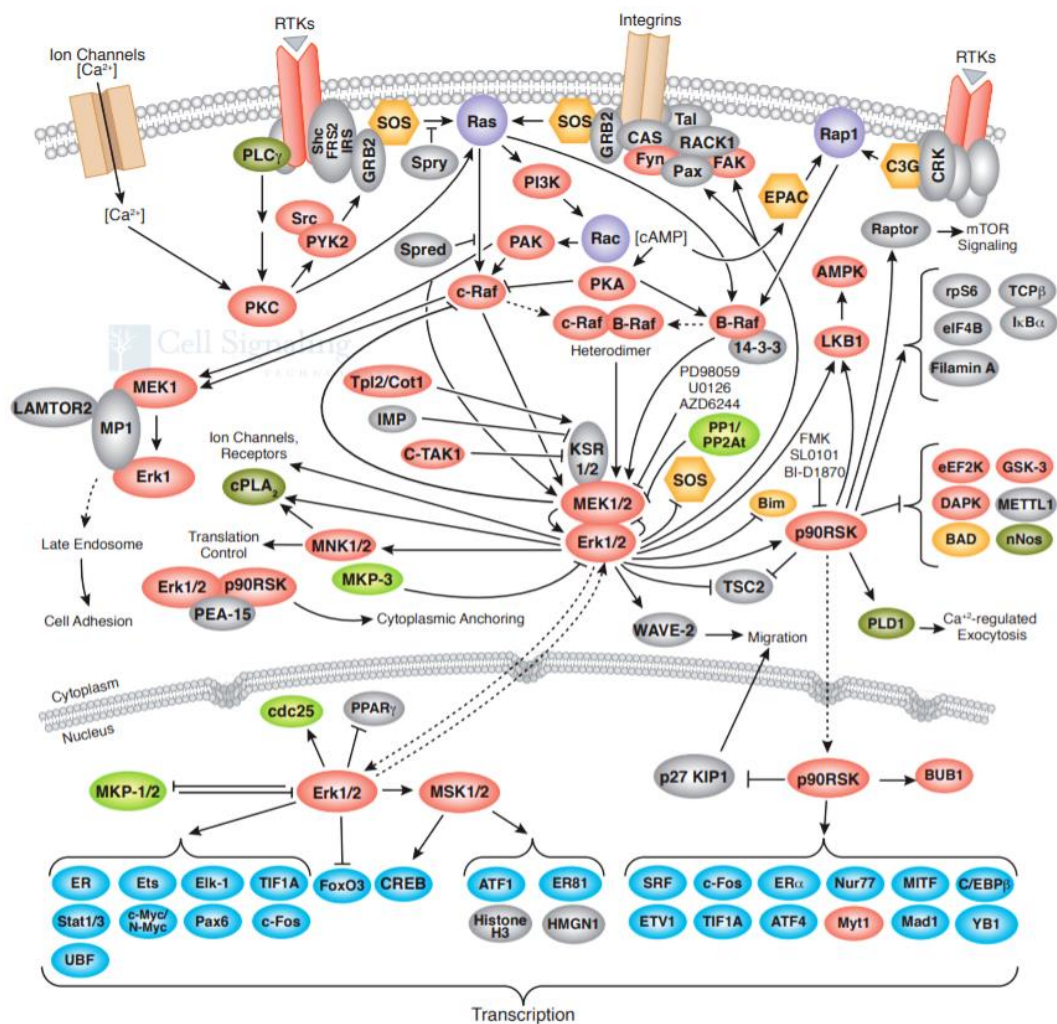 RTKs
Integrins
RTKs
Ion Channels
[Ca²⁺]
Shc
FRS2
IRS
GRB2
SOS
Ras
SOS
GRB2
CAS
Tal
RACK1
Fyn
Pax
FAK
Rap1
C3G
CRK
PLCγ
Spry
PI3K
EPAC
[Ca²⁺]
Src
PYK2
Spred
PAK
Rac
[cAMP]
Raptor
mTOR
Signaling
PKC
c-Raf
PKA
AMPK
rpS6
TCPβ
c-Raf
B-Raf
Heterodimer
B-Raf
14-3-3
LKB1
eIF4B
IκBα
Filamin A
Cell Signaling
TECHNOLOGY
MEK1
LAMTOR2
MP1
Erk1
Tpl2/Cot1
IMP
C-TAK1
KSR
1/2
PD98059
U0126
AZD6244
PP1/
PP2At
FMK
SL0101
BI-D1870
Ion Channels,
Receptors
cPLA₂
MEK1/2
SOS
Bim
eEF2K
GSK-3
DAPK
METTL1
BAD
nNos
Late Endosome
Translation
Control
MNK1/2
Erk1/2
p90RSK
MKP-3
TSC2
Erk1/2
p90RSK
PEA-15
Cell Adhesion
Cytoplasmic Anchoring
WAVE-2
Migration
PLD1
Ca⁺²-regulated
Exocytosis
Cytoplasm
Nucleus
cdc25
PPARγ
MKP-1/2
Erk1/2
MSK1/2
p27 KIP1
p90RSK
BUB1
ER
Ets
Elk-1
TIF1A
FoxO3
CREB
ATF1
ER81
SRF
c-Fos
ERα
Nur77
MITF
C/EBPβ
Stat1/3
c-Myc/
N-Myc
Pax6
c-Fos
Histone
H3
HMGN1
ETV1
TIF1A
ATF4
Myt1
Mad1
YB1
UBF
Transcription